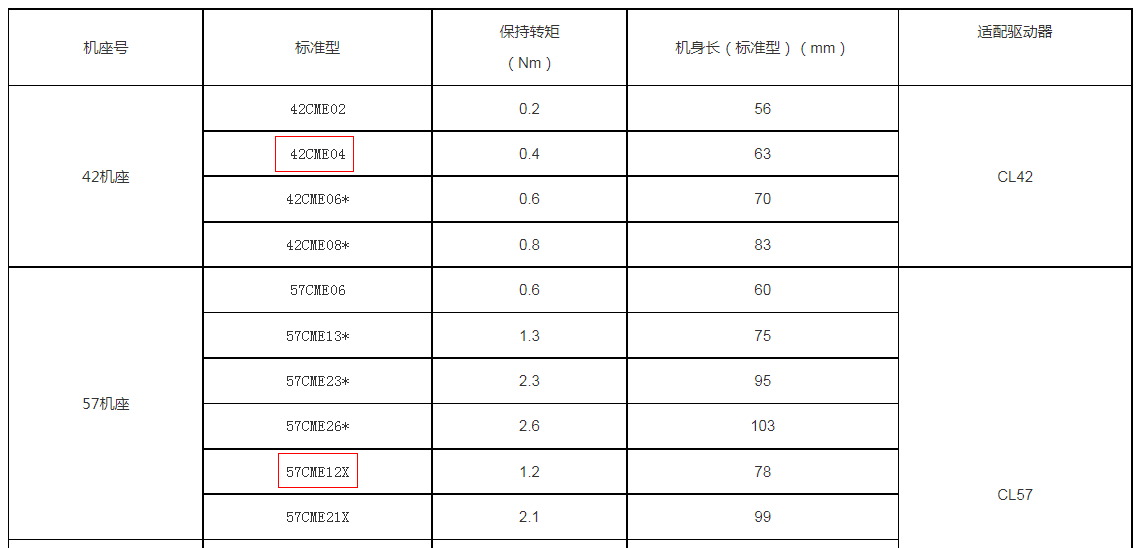 机座号 标准型 保持转矩 （Nm） 机身长（标准型）（mm） 适配驱动器
42机座 42CME02 0.2 56 CL42
42CME04 0.4 63
42CME06* 0.6 70
42CME08* 0.8 83
57机座 57CME06 0.6 60 CL57
57CME13* 1.3 75
57CME23* 2.3 95
57CME26* 2.6 103
57CME12X 1.2 78
57CME21X 2.1 99